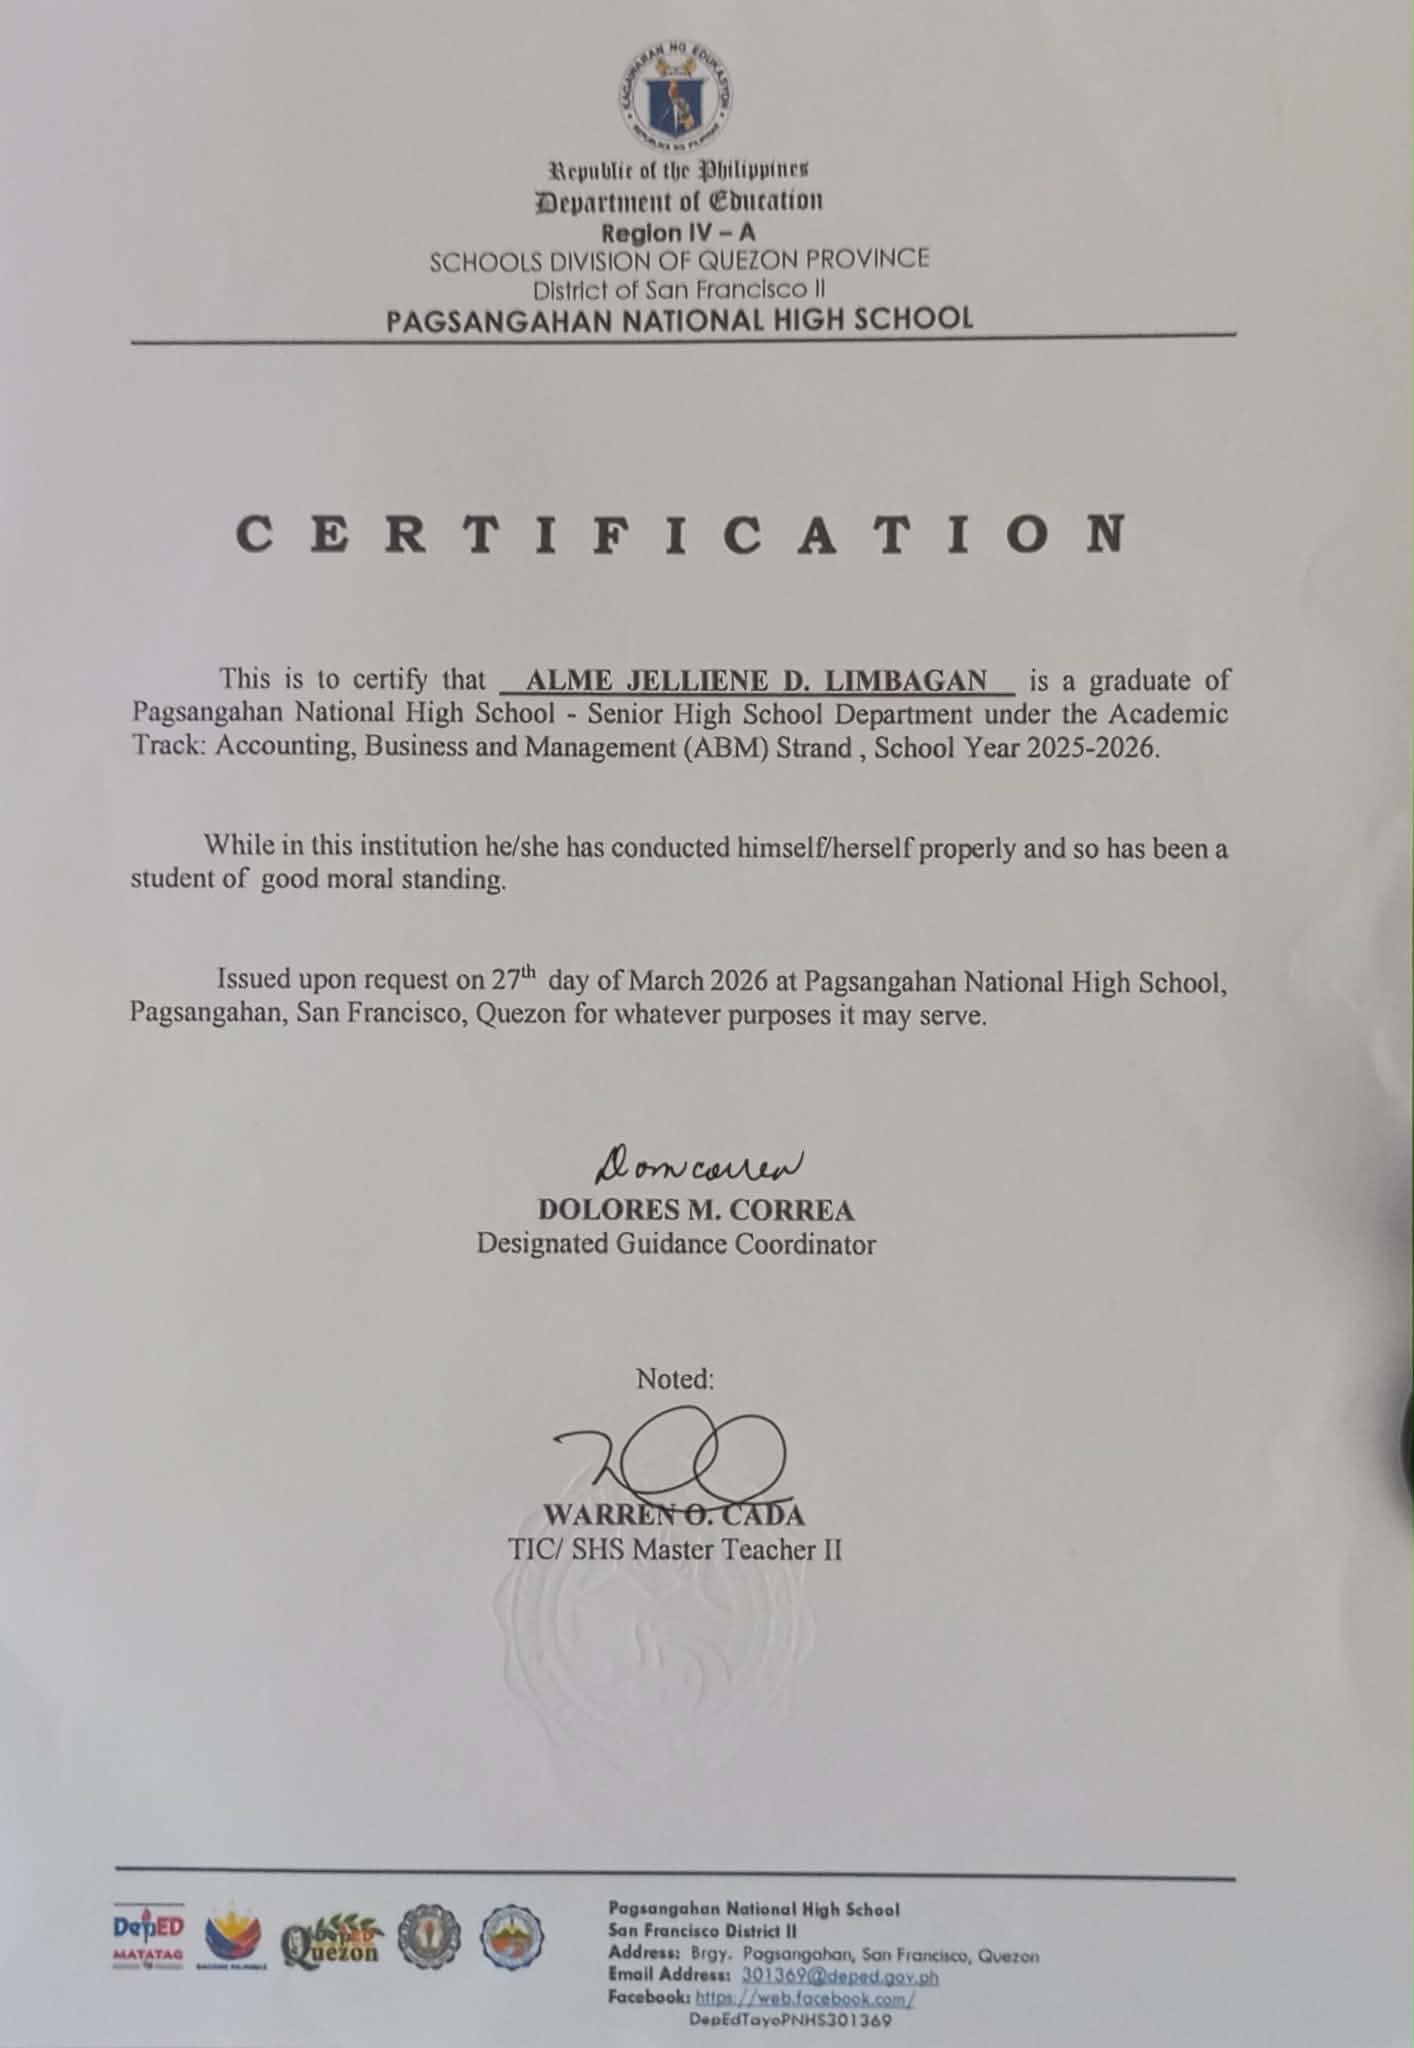 KAGAWARAN NG EDUKASYON
REPUBLIKA NG PILIPINAS
Republic of the Philippines
Department of Education
Region IV – A
SCHOOLS DIVISION OF QUEZON PROVINCE
District of San Francisco II
PAGSANGAHAN NATIONAL HIGH SCHOOL
CERTIFICATION
This is to certify that ALME JELLIENE D. LIMBAGAN is a graduate of
Pagsangahan National High School - Senior High School Department under the Academic
Track: Accounting, Business and Management (ABM) Strand , School Year 2025-2026.
While in this institution he/she has conducted himself/herself properly and so has been a
student of good moral standing.
Issued upon request on 27th day of March 2026 at Pagsangahan National High School,
Pagsangahan, San Francisco, Quezon for whatever purposes it may serve.
DOLORES M. CORREA
Designated Guidance Coordinator
Noted:
WARREN O. CADA
TIC/ SHS Master Teacher II
DepED
MATATAG
DepED
Quezon
Pagsangahan National High School
San Francisco District II
Address: Brgy. Pagsangahan, San Francisco, Quezon
Email Address: 301369@deped.gov.ph
Facebook: https://web.facebook.com/
DepEdTayoPNHS301369